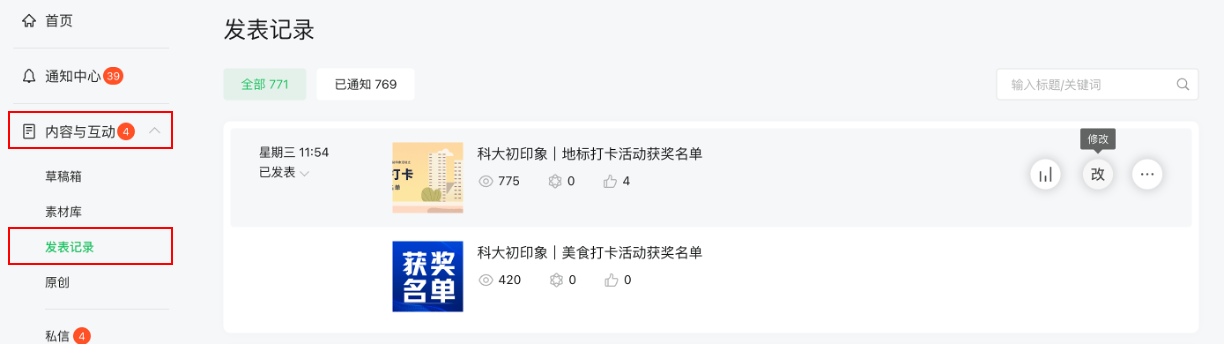 首页
通知中心 39
内容与互动 4
草稿箱
素材库
发表记录
原创
私信 4
发表记录
全部 771
已通知 769
输入标题/关键词
星期三 11:54
已发表
打卡
名单
科大初印象｜地标打卡活动获奖名单
775 0 4
修改
改
获奖
名单
科大初印象｜美食打卡活动获奖名单
420 0 0